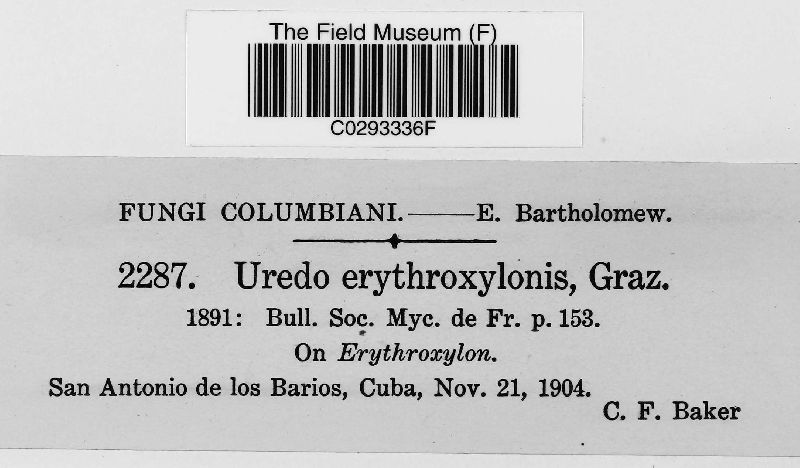 The Field Museum (F)
C0293336F
FUNGI COLUMBIANI.——E. Bartholomew.
2287. Uredo erythroxylonis, Graz.
1891: Bull. Soc. Myc. de Fr. p. 153.
On Erythroxylon.
San Antonio de los Barios, Cuba, Nov. 21, 1904.
C. F. Baker